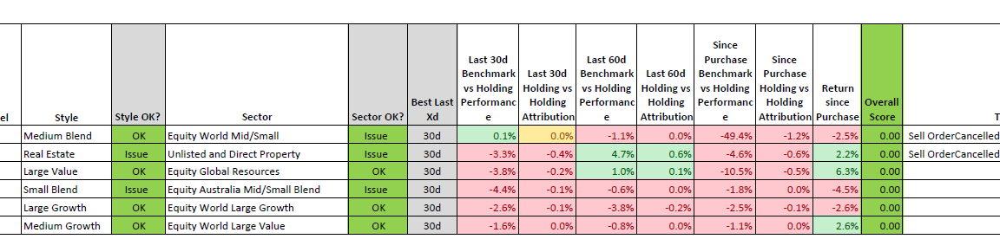 Since Since
Last 30d Last 60d Purchase Purchase
Benchmark Last 30d Benchmark Last 60d Benchmark Holding vs
vs Holding Holding vs vs Holding Holding vs vs Holding Holding Return
Best Last Performanc Holding Performanc Holding Performanc Holding since Overall
el Style Style OK? Sector Sector OK? Xd e Attribution e Attribution e Attribution Purchase Score T
Medium Blend OK Equity World Mid/Small Issue 30d 0.1% 0.0% -1.1% 0.0% -49.4% -1.2% -2.5% 0.00 Sell OrderCancelled
Real Estate Issue Unlisted and Direct Property Issue 30d -3.3% -0.4% 4.7% 0.6% -4.6% -0.6% 2.2% 0.00 Sell OrderCancelled
Large Value OK Equity Global Resources OK 30d -3.8% -0.2% 1.0% 0.1% -10.5% -0.5% 6.3% 0.00
Small Blend Issue Equity Australia Mid/Small Blend Issue 30d -4.4% -0.1% -0.6% 0.0% -1.8% 0.0% -4.5% 0.00
Large Growth OK Equity World Large Growth OK 30d -2.6% -0.1% -3.8% -0.2% -2.5% -0.1% -2.6% 0.00
Medium Growth OK Equity World Large Value OK 30d -1.6% 0.0% -0.8% 0.0% -1.1% 0.0% 2.6% 0.00